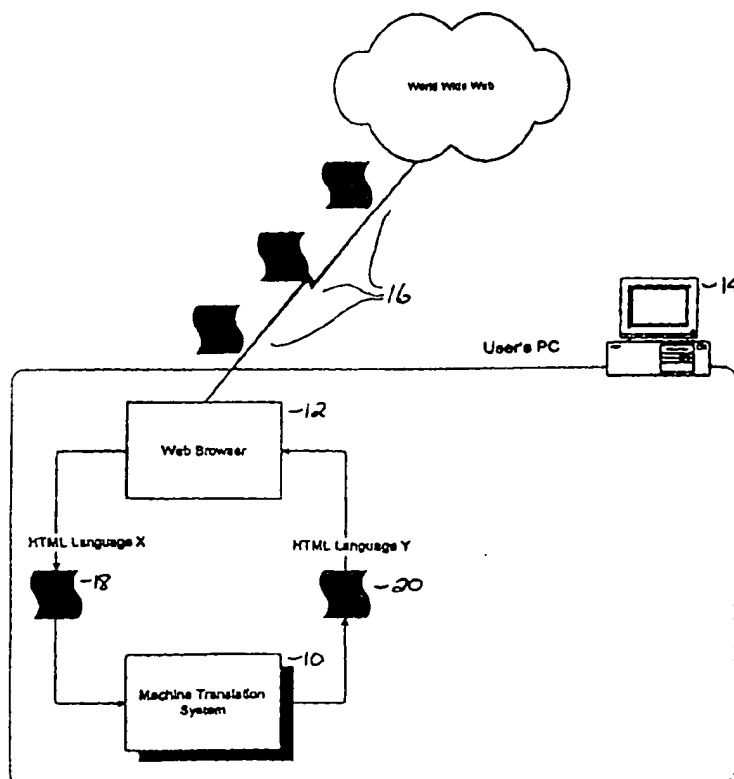 World Wide Web
16
14
User's PC
12
Web Browser
HTML Language X
HTML Language Y
18
20
10
Machine Translation
System